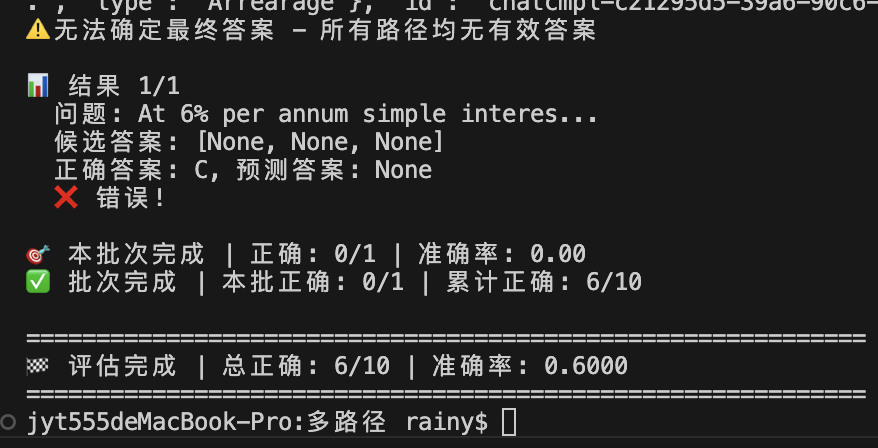 . , "type": "Arrearage"}, "id": "chatcmpl-c21295d5-39a6-90c6-
⚠️无法确定最终答案 - 所有路径均无有效答案
📊 结果 1/1
问题: At 6% per annum simple interes...
候选答案: [None, None, None]
正确答案: C, 预测答案: None
❌ 错误!
🎯 本批次完成 | 正确: 0/1 | 准确率: 0.00
✅ 批次完成 | 本批正确: 0/1 | 累计正确: 6/10
==============================================================
🏁 评估完成 | 总正确: 6/10 | 准确率: 0.6000
==============================================================
jyt555deMacBook-Pro:多路径 rainy$